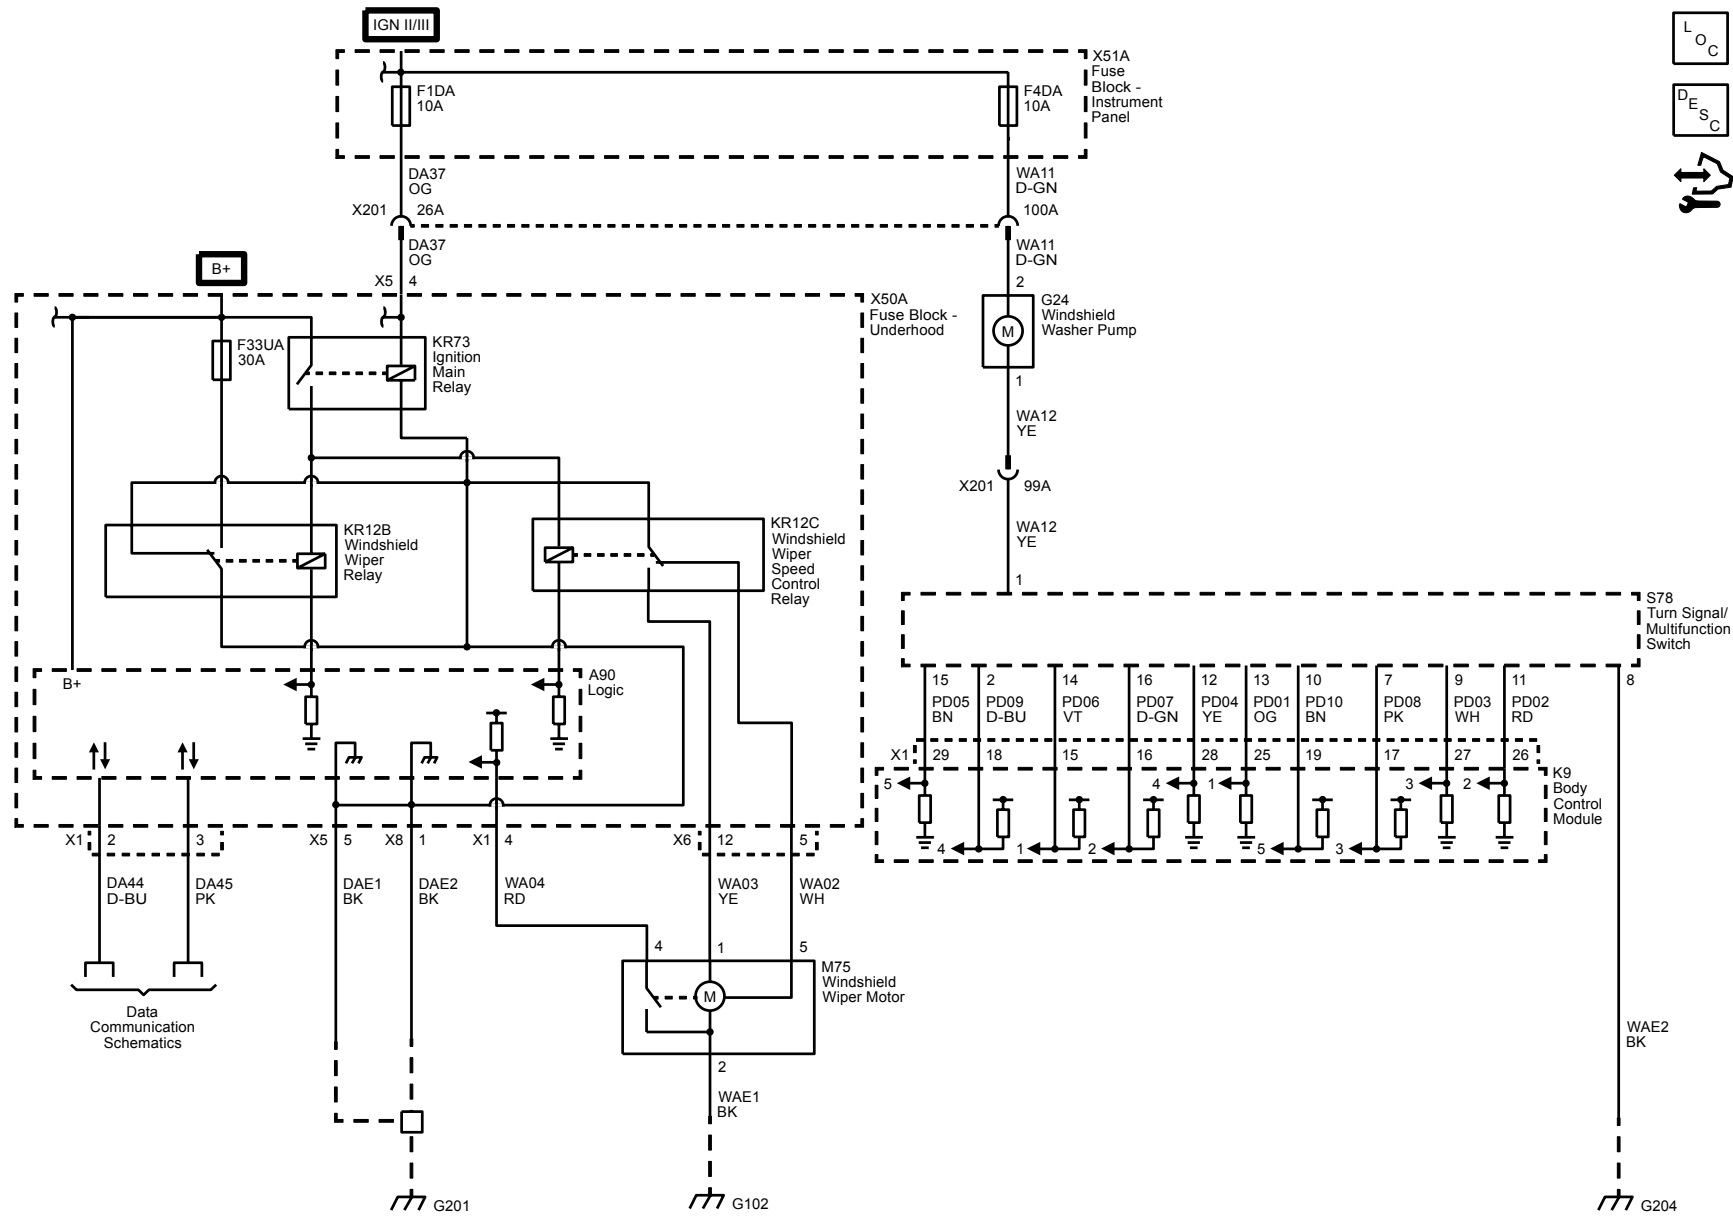 IGN II/III
L
O
C
X51A
Fuse
Block -
Instrument
Panel
F1DA
10A
F4DA
10A
D
E
S
C
DA37
OG
WA11
D-GN
X201
26A
100A
DA37
OG
WA11
D-GN
B+
X5
4
2
X50A
Fuse Block -
Underhood
G24
Windshield
Washer Pump
M
F33UA
30A
KR73
Ignition
Main
Relay
1
WA12
YE
X201
99A
KR12B
Windshield
Wiper
Relay
KR12C
Windshield
Wiper
Speed
Control
Relay
WA12
YE
1
S78
Turn Signal/
Multifunction
Switch
B+
A90
Logic
15
2
14
16
12
13
10
7
9
11
8
PD05
BN
PD09
D-BU
PD06
VT
PD07
D-GN
PD04
YE
PD01
OG
PD10
BN
PD08
PK
PD03
WH
PD02
RD
X1
29
18
15
16
28
25
19
17
27
26
K9
Body
Control
Module
5
4
1
3
2
4
1
2
5
3
X1
2
3
X5
5
X8
1
X1
4
X6
12
5
DA44
D-BU
DA45
PK
DAE1
BK
DAE2
BK
WA04
RD
WA03
YE
WA02
WH
4
1
5
M75
Windshield
Wiper Motor
M
Data
Communication
Schematics
2
WAE1
BK
WAE2
BK
G201
G102
G204